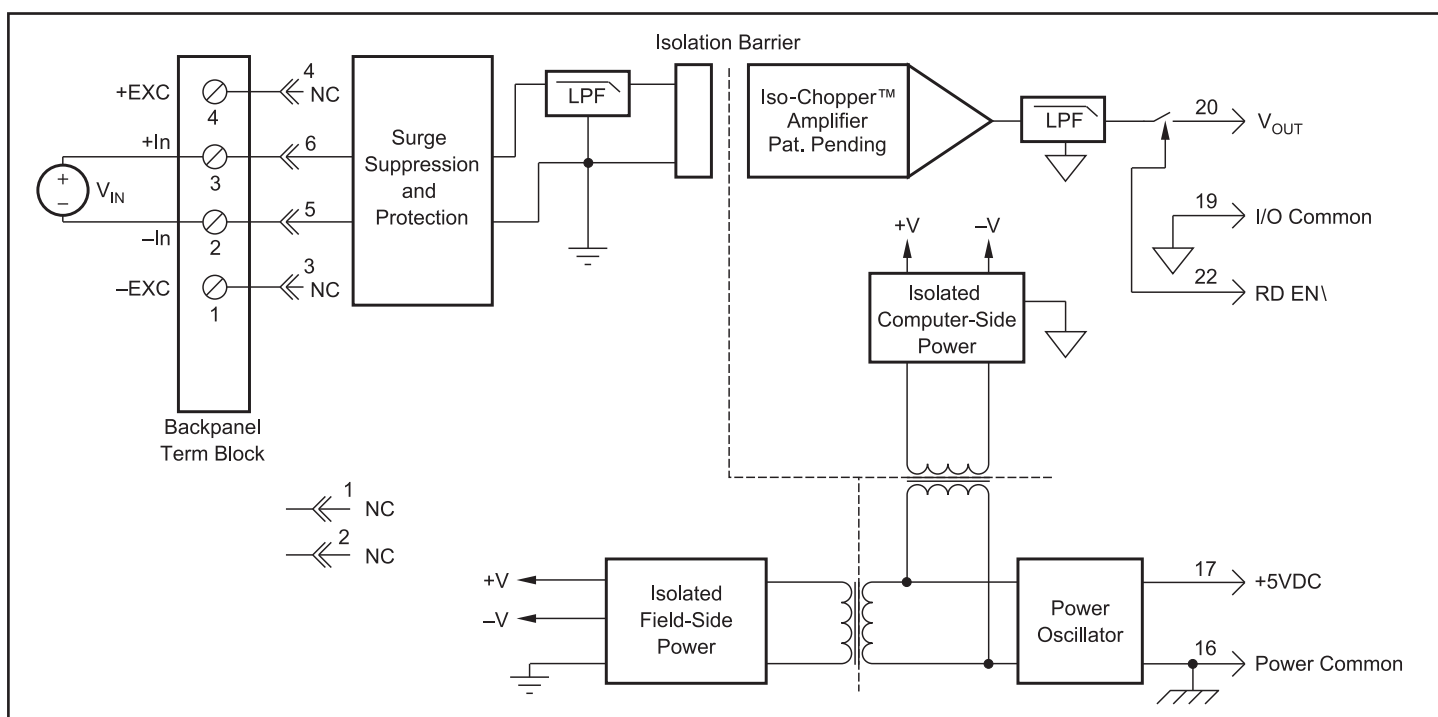 Isolation Barrier
+EXC
4
4
NC
+In
3
6
+
–
VIN
–In
2
5
–EXC
1
3
NC
Surge
Suppression
and
Protection
LPF
Iso-Chopper™
Amplifier
Pat. Pending
LPF
20
VOUT
19
I/O Common
22
RD EN\
+V
–V
Isolated
Computer-Side
Power
Backpanel
Term Block
1
NC
2
NC
+V
–V
Isolated
Field-Side
Power
Power
Oscillator
17
+5VDC
16
Power Common